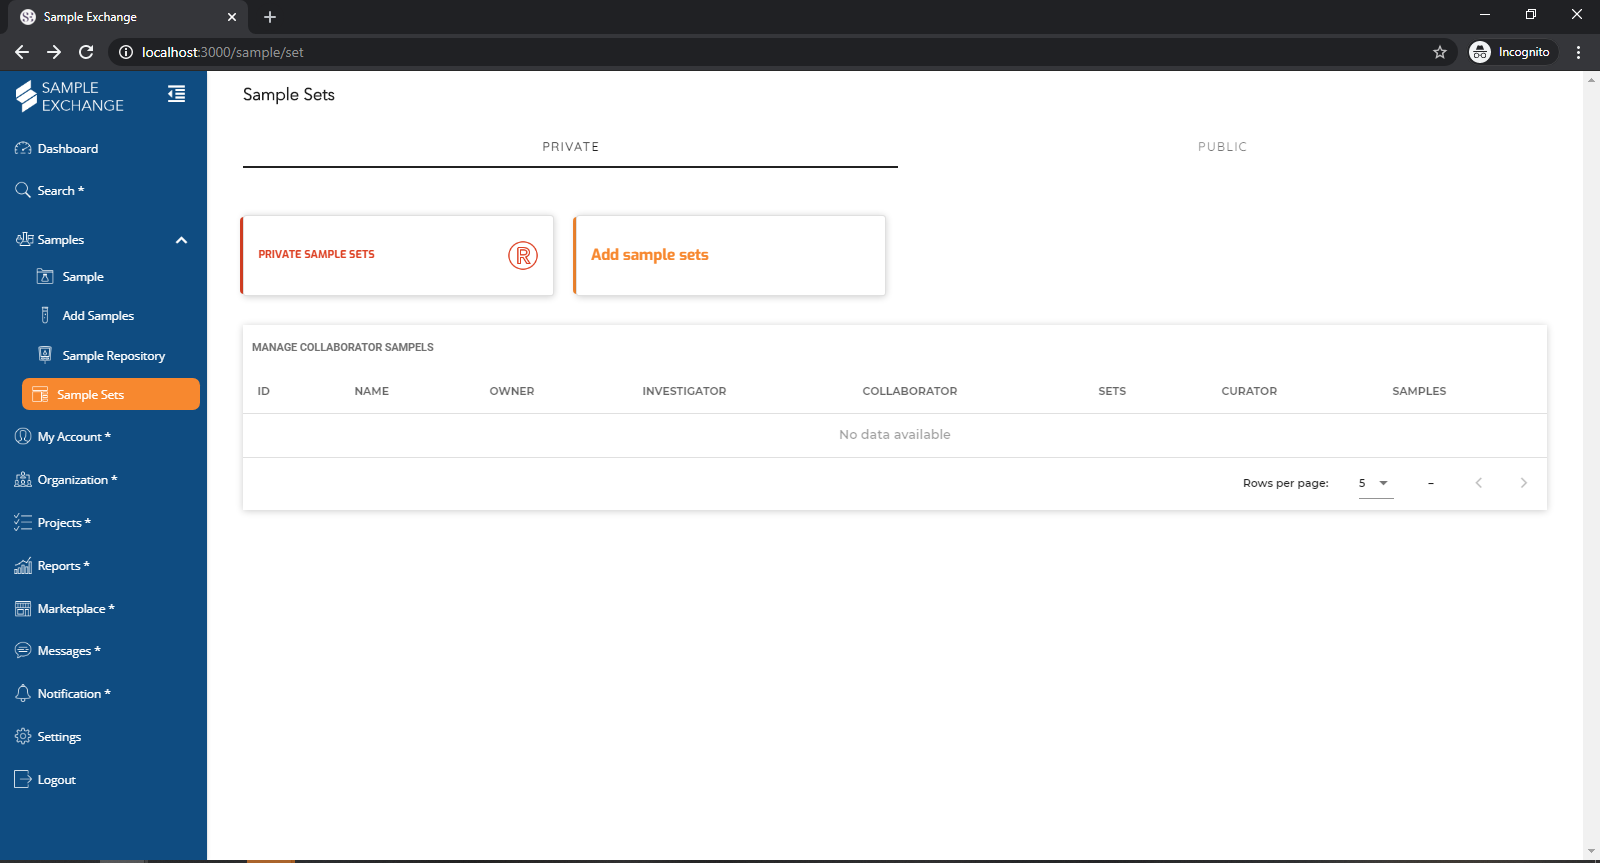 Sample Exchange
localhost:3000/sample/set
Incognito
SAMPLE
EXCHANGE
Dashboard
Search *
Samples
Sample
Add Samples
Sample Repository
Sample Sets
My Account *
Organization *
Projects *
Reports *
Marketplace *
Messages *
Notification *
Settings
Logout
Sample Sets
PRIVATE PUBLIC
PRIVATE SAMPLE SETS R
Add sample sets
MANAGE COLLABORATOR SAMPELS
ID NAME OWNER INVESTIGATOR COLLABORATOR SETS CURATOR SAMPLES
No data available
Rows per page: 5 –